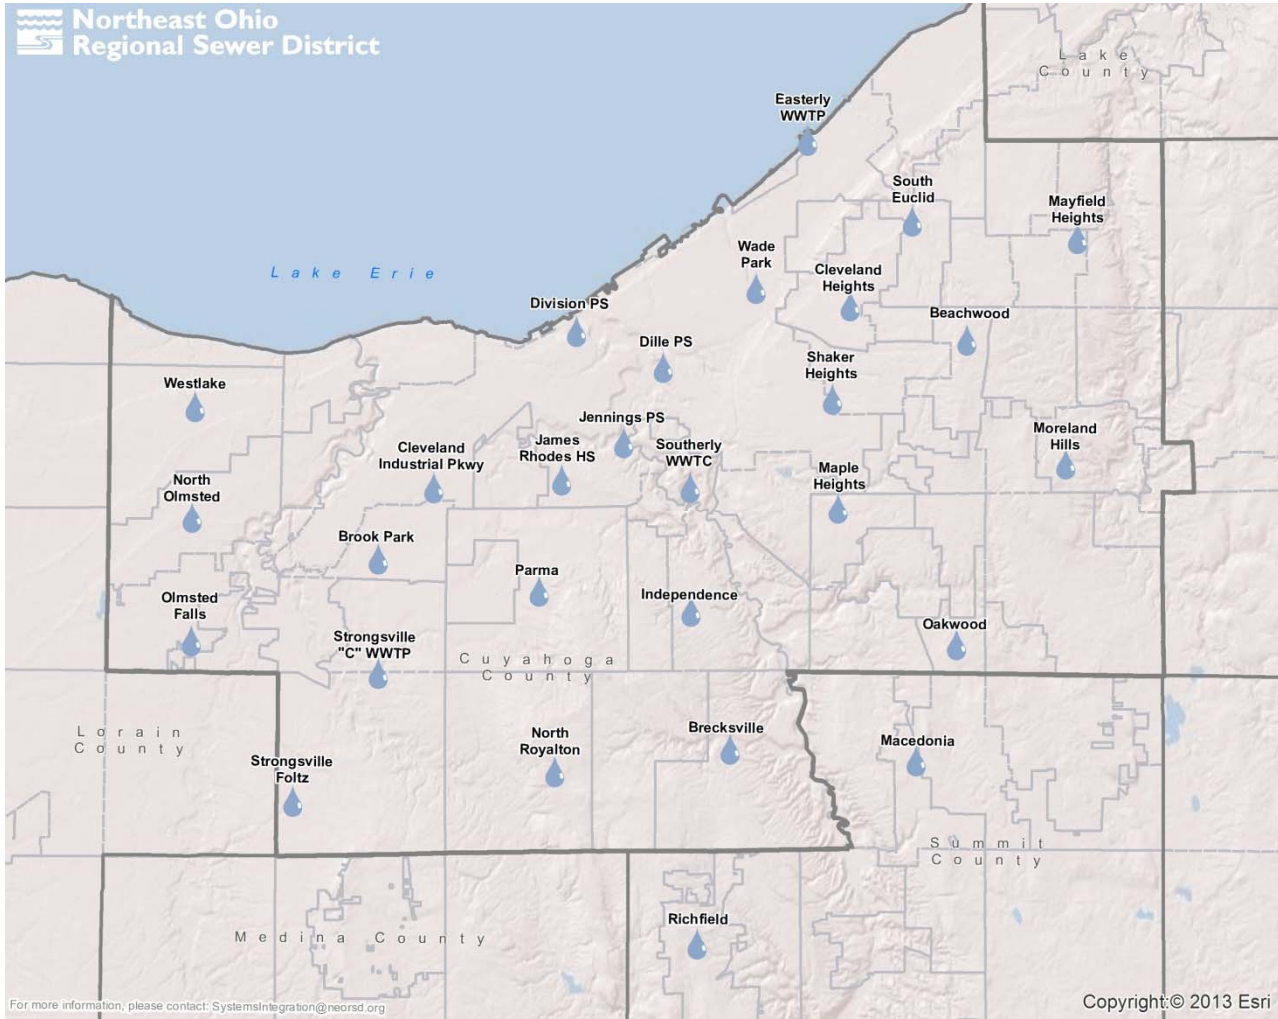 Northeast Ohio
Regional Sewer District
Lake
County
Easterly
WWTP
South
Euclid
Mayfield
Heights
Wade
Park
Cleveland
Heights
Lake Erie
Division PS
Beachwood
Dille PS
Shaker
Heights
Westlake
Jennings PS
Moreland
Hills
James
Rhodes HS
Southerly
WWTC
Cleveland
Industrial Pkwy
Maple
Heights
North
Olmsted
Brook Park
Parma
Independence
Olmsted
Falls
Oakwood
Strongsville
"C" WWTP
Cuyahoga
County
Lorain
County
North
Royalton
Brecksville
Macedonia
Strongsville
Foltz
Summit
County
Richfield
Medina County
For more information, please contact: SystemsIntegration@neorsd.org
Copyright:© 2013 Esri